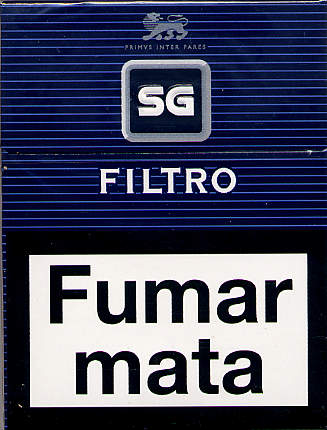 PRIMVS INTER PARES
SG
FILTRO
Fumar
mata